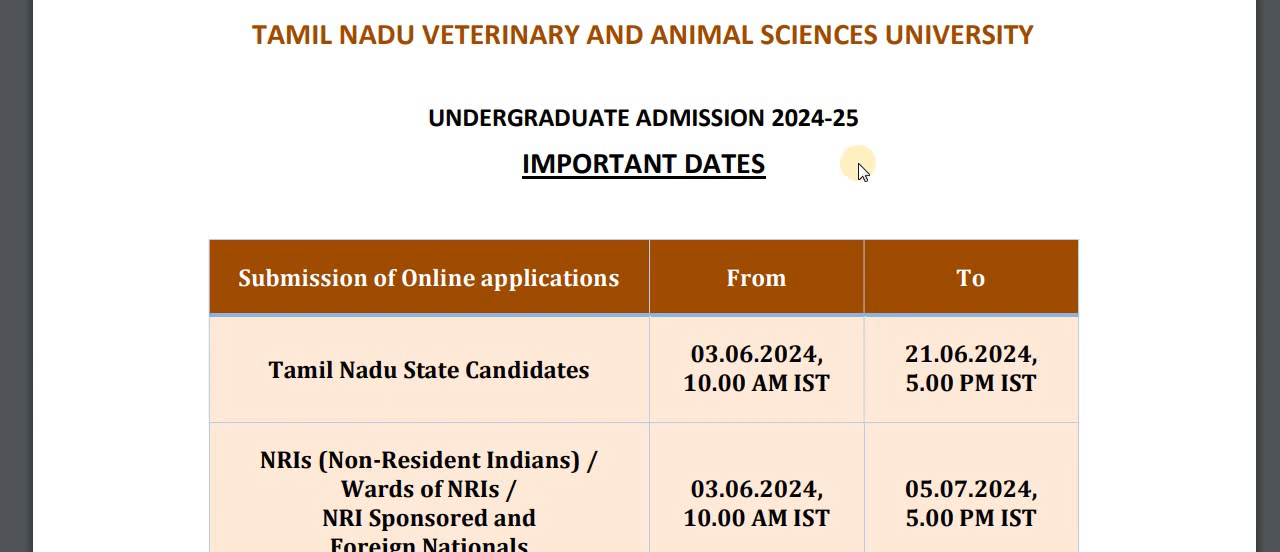 TAMIL NADU VETERINARY AND ANIMAL SCIENCES UNIVERSITY
UNDERGRADUATE ADMISSION 2024-25
IMPORTANT DATES
Submission of Online applications
From
To
Tamil Nadu State Candidates
03.06.2024,
10.00 AM IST
21.06.2024,
5.00 PM IST
NRIs (Non-Resident Indians) /
Wards of NRIs /
NRI Sponsored and
Foreign Nationals
03.06.2024,
10.00 AM IST
05.07.2024,
5.00 PM IST